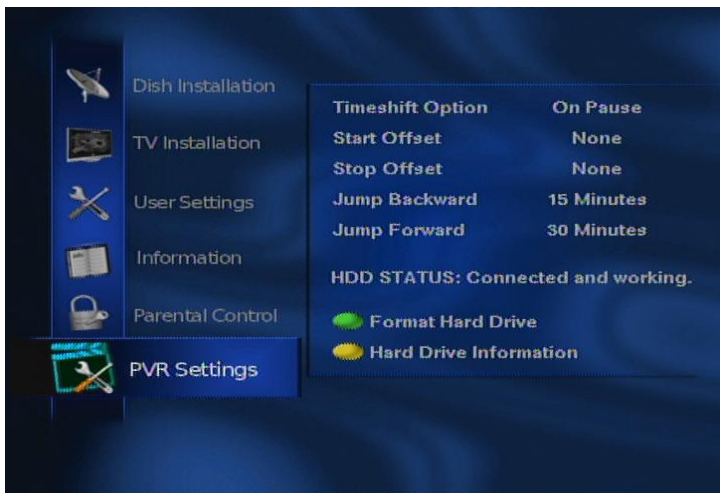 Dish Installation
TV Installation
User Settings
Information
Parental Control
PVR Settings
Timeshift Option On Pause
Start Offset None
Stop Offset None
Jump Backward 15 Minutes
Jump Forward 30 Minutes
HDD STATUS: Connected and working.
Format Hard Drive
Hard Drive Information